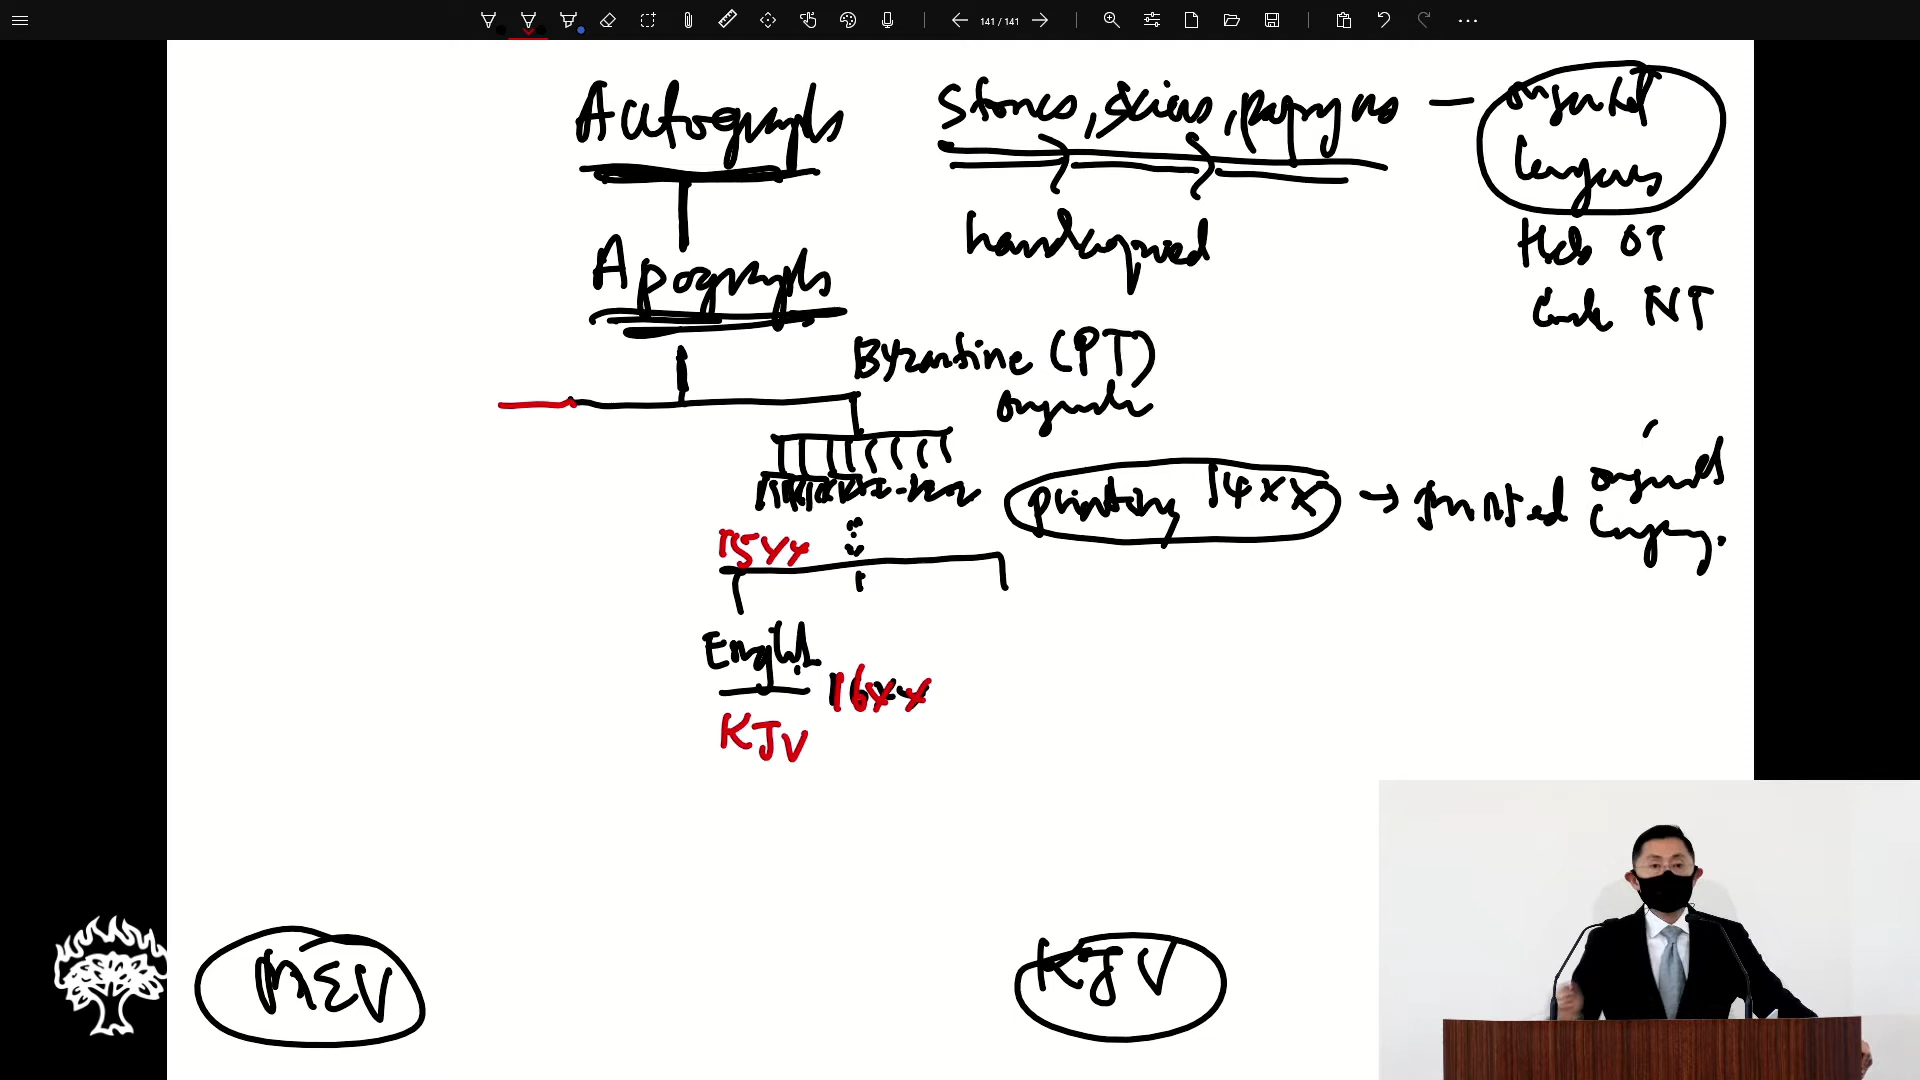 141 / 141
Autographs
Stones, skins, papyrus — original
languages
handcopied
Heb OT
Apographs
Greek NT
Byzantine (PT)
originals
printing 14xx → printed originals
languages.
15xx
English
16xx
KJV
MEV
KJV